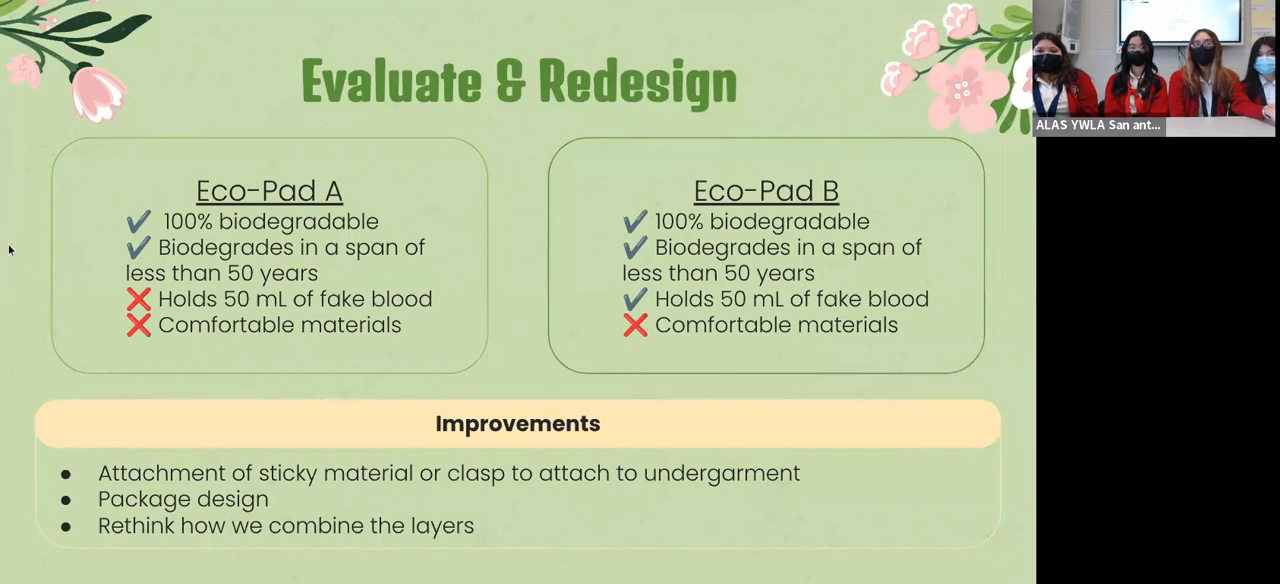 Evaluate & Redesign
ALAS YWLA San ant...
Eco-Pad A
✔ 100% biodegradable
✔ Biodegrades in a span of
less than 50 years
❌ Holds 50 mL of fake blood
❌ Comfortable materials
Eco-Pad B
✔ 100% biodegradable
✔ Biodegrades in a span of
less than 50 years
✔ Holds 50 mL of fake blood
❌ Comfortable materials
Improvements
● Attachment of sticky material or clasp to attach to undergarment
● Package design
● Rethink how we combine the layers